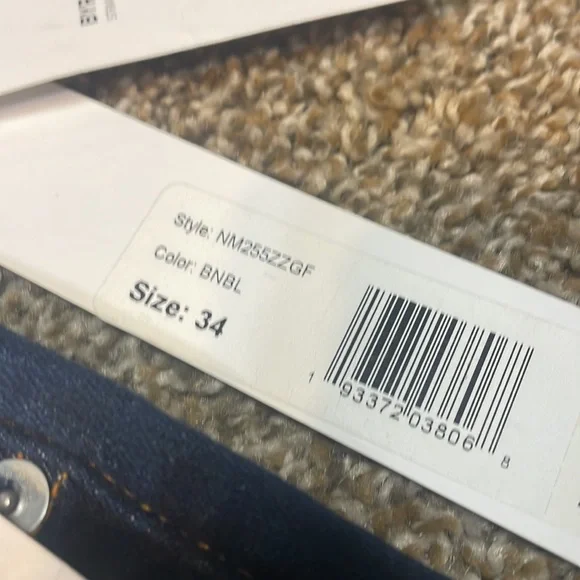 Style: NM255ZZGF
Color: BNBL
Size: 34
1 93372 03806 8